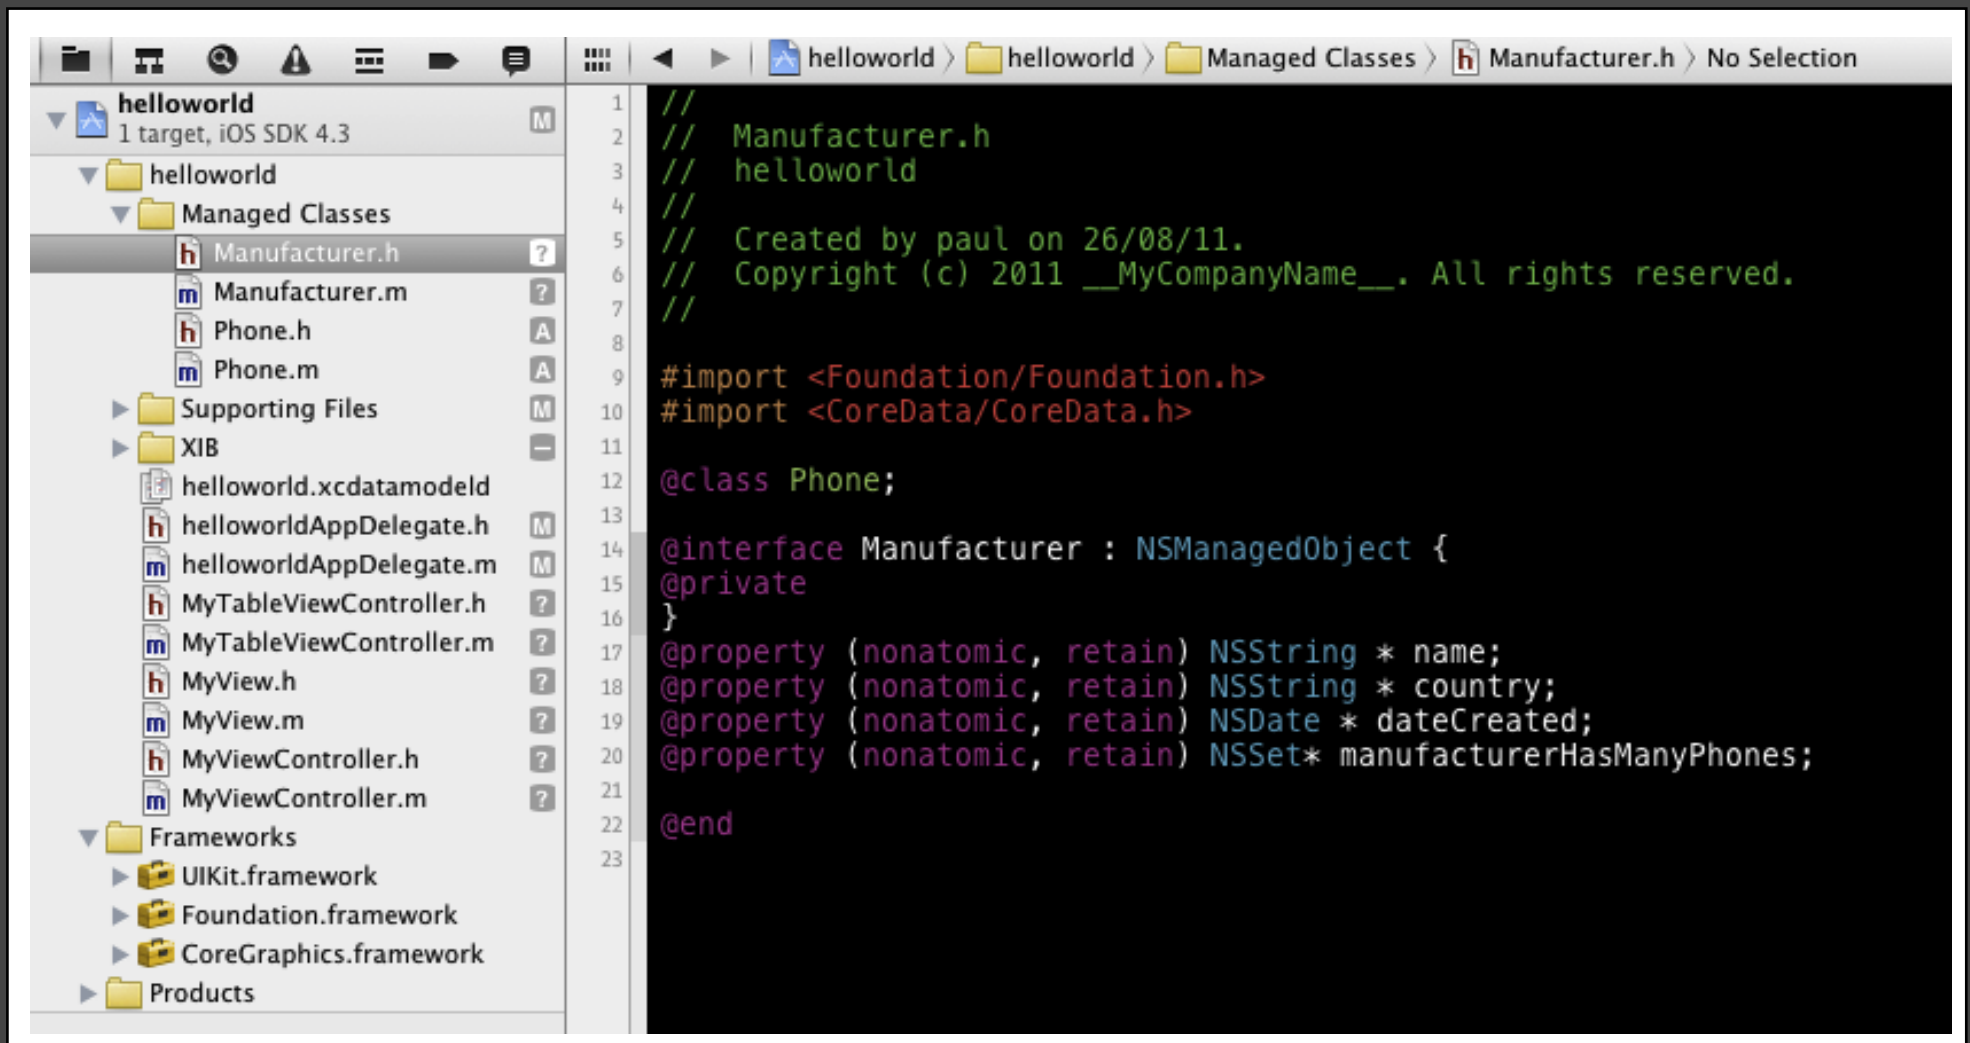 helloworld 〉 helloworld 〉 Managed Classes 〉 h Manufacturer.h 〉 No Selection
helloworld
1 target, iOS SDK 4.3 M
helloworld
Managed Classes
h Manufacturer.h ?
m Manufacturer.m ?
h Phone.h A
m Phone.m A
Supporting Files M
XIB –
helloworld.xcdatamodeld
h helloworldAppDelegate.h M
m helloworldAppDelegate.m M
h MyTableViewController.h ?
m MyTableViewController.m ?
h MyView.h ?
m MyView.m ?
h MyViewController.h ?
m MyViewController.m ?
Frameworks
UIKit.framework
Foundation.framework
CoreGraphics.framework
Products
1 //
2 //  Manufacturer.h
3 //  helloworld
4 //
5 //  Created by paul on 26/08/11.
6 //  Copyright (c) 2011 __MyCompanyName__. All rights reserved.
7 //
8
9 #import <Foundation/Foundation.h>
10 #import <CoreData/CoreData.h>
11
12 @class Phone;
13
14 @interface Manufacturer : NSManagedObject {
15 @private
16 }
17 @property (nonatomic, retain) NSString * name;
18 @property (nonatomic, retain) NSString * country;
19 @property (nonatomic, retain) NSDate * dateCreated;
20 @property (nonatomic, retain) NSSet* manufacturerHasManyPhones;
21
22 @end
23